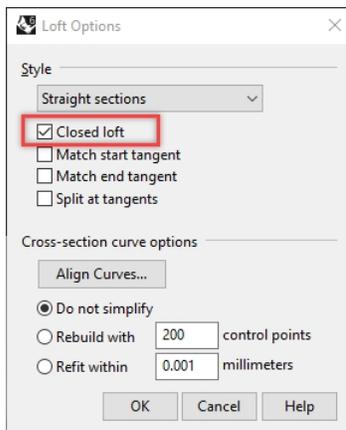 Loft Options
Style
Straight sections
Closed loft
Match start tangent
Match end tangent
Split at tangents
Cross-section curve options
Align Curves...
Do not simplify
Rebuild with 200 control points
Refit within 0.001 millimeters
OK Cancel Help